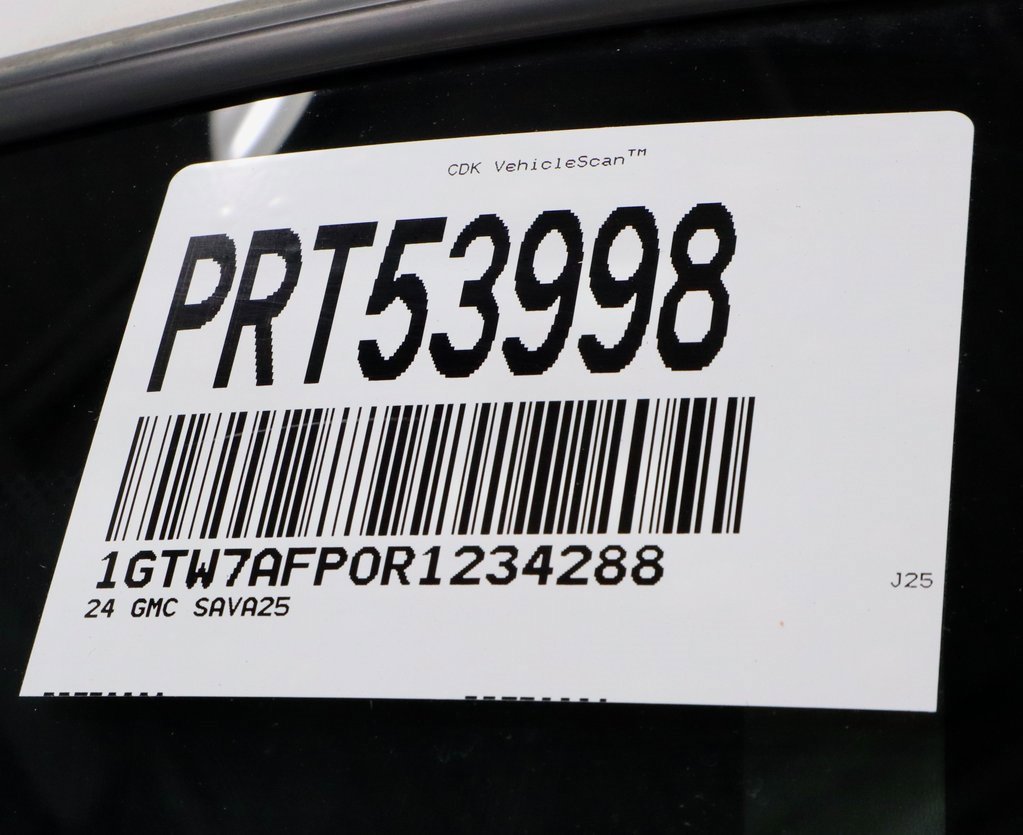 CDK VehicleScan™
PRT53998
1GTW7AFP0R1234288
24 GMC SAVA25
J25